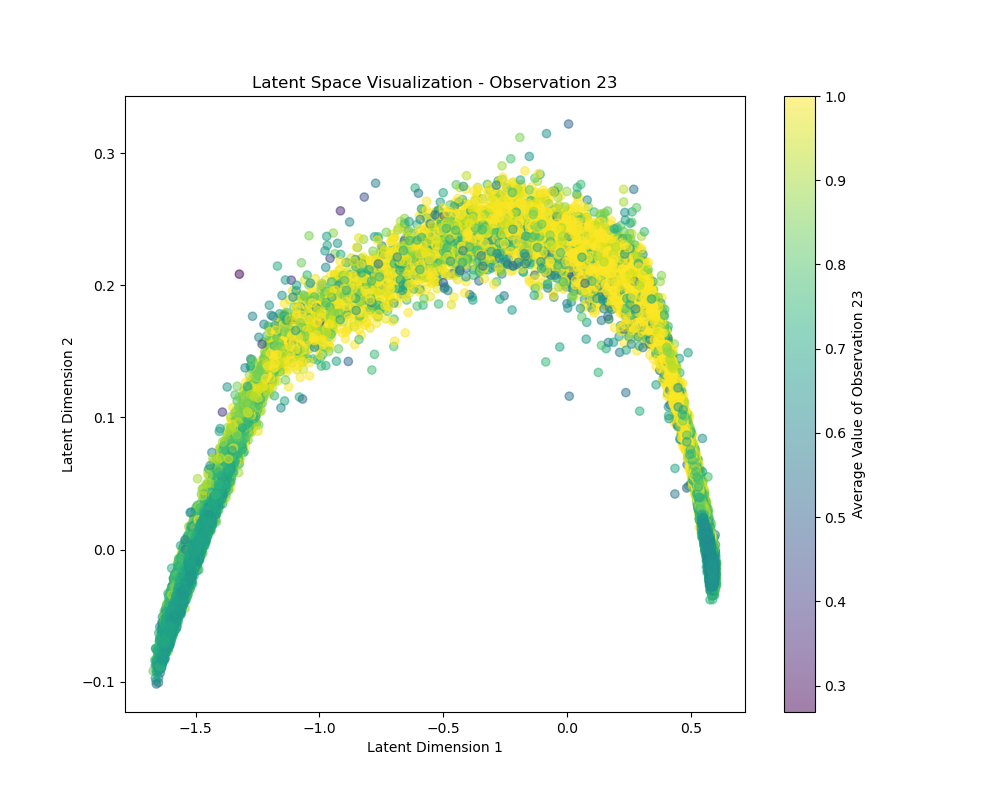 Latent Space Visualization - Observation 23
0.3
0.2
0.1
0.0
−0.1
Latent Dimension 2
−1.5 −1.0 −0.5 0.0 0.5
Latent Dimension 1
1.0
0.9
0.8
0.7
0.6
0.5
0.4
0.3
Average Value of Observation 23